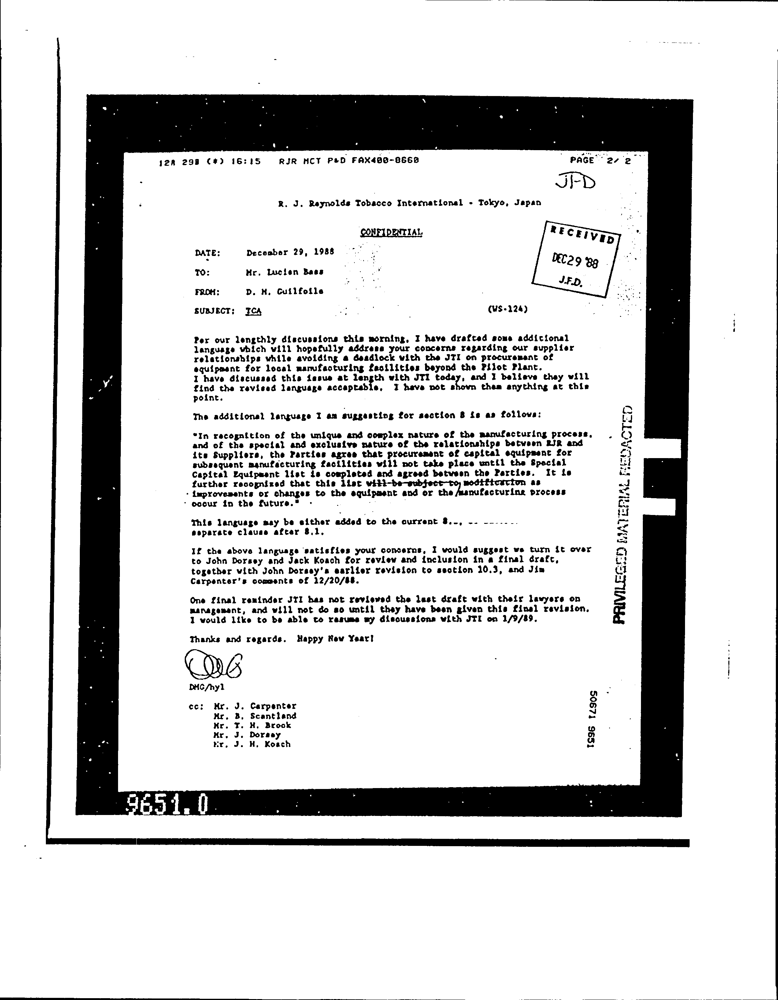 12A 29B (#) 16:15 RJR MCT P&D FAX400-8660 PAGE 2/ 2
JFD
R. J. Reynolds Tobacco International - Tokyo, Japan
CONFIDENTIAL
RECEIVED
DEC 29 '88
J.F.D.
DATE: December 29, 1988
TO: Mr. Lucien Bass
FROM: D. M. Guilfoile
SUBJECT: TCA (WS-124)
Per our lengthly discussions this morning, I have drafted some additional
language which will hopefully address your concerns regarding our supplier
relationships while avoiding a deadlock with the JTI on procurement of
equipment for local manufacturing facilities beyond the Pilot Plant.
I have discussed this issue at length with JTI today, and I believe they will
find the revised language acceptable. I have not shown them anything at this
point.
The additional language I am suggesting for section 8 is as follows:
"In recognition of the unique and complex nature of the manufacturing process,
and of the special and exclusive nature of the relationships between RJR and
its Suppliers, the Parties agree that procurement of capital equipment for
subsequent manufacturing facilities will not take place until the Special
Capital Equipment list is completed and agreed between the Parties. It is
further recognized that this list will be subject to modification as
improvements or changes to the equipment and or the manufacturing process
occur in the future."
This language may be either added to the current 8..,
separate clause after 8.1.
If the above language satisfies your concerns, I would suggest we turn it over
to John Dorsey and Jack Koach for review and inclusion in a final draft,
together with John Dorsey's earlier revision to section 10.3, and Jim
Carpenter's comments of 12/20/88.
One final reminder JTI has not reviewed the last draft with their lawyers on
management, and will not do so until they have been given this final revision.
I would like to be able to resume my discussions with JTI on 1/9/89.
Thanks and regards. Happy New Year!
DMG/hyl
cc: Mr. J. Carpenter
Mr. B. Scantland
Mr. T. H. Brook
Mr. J. Dorsey
Mr. J. H. Koach
PRIVILEGED MATERIAL REDACTED
50671 9651
9651.0